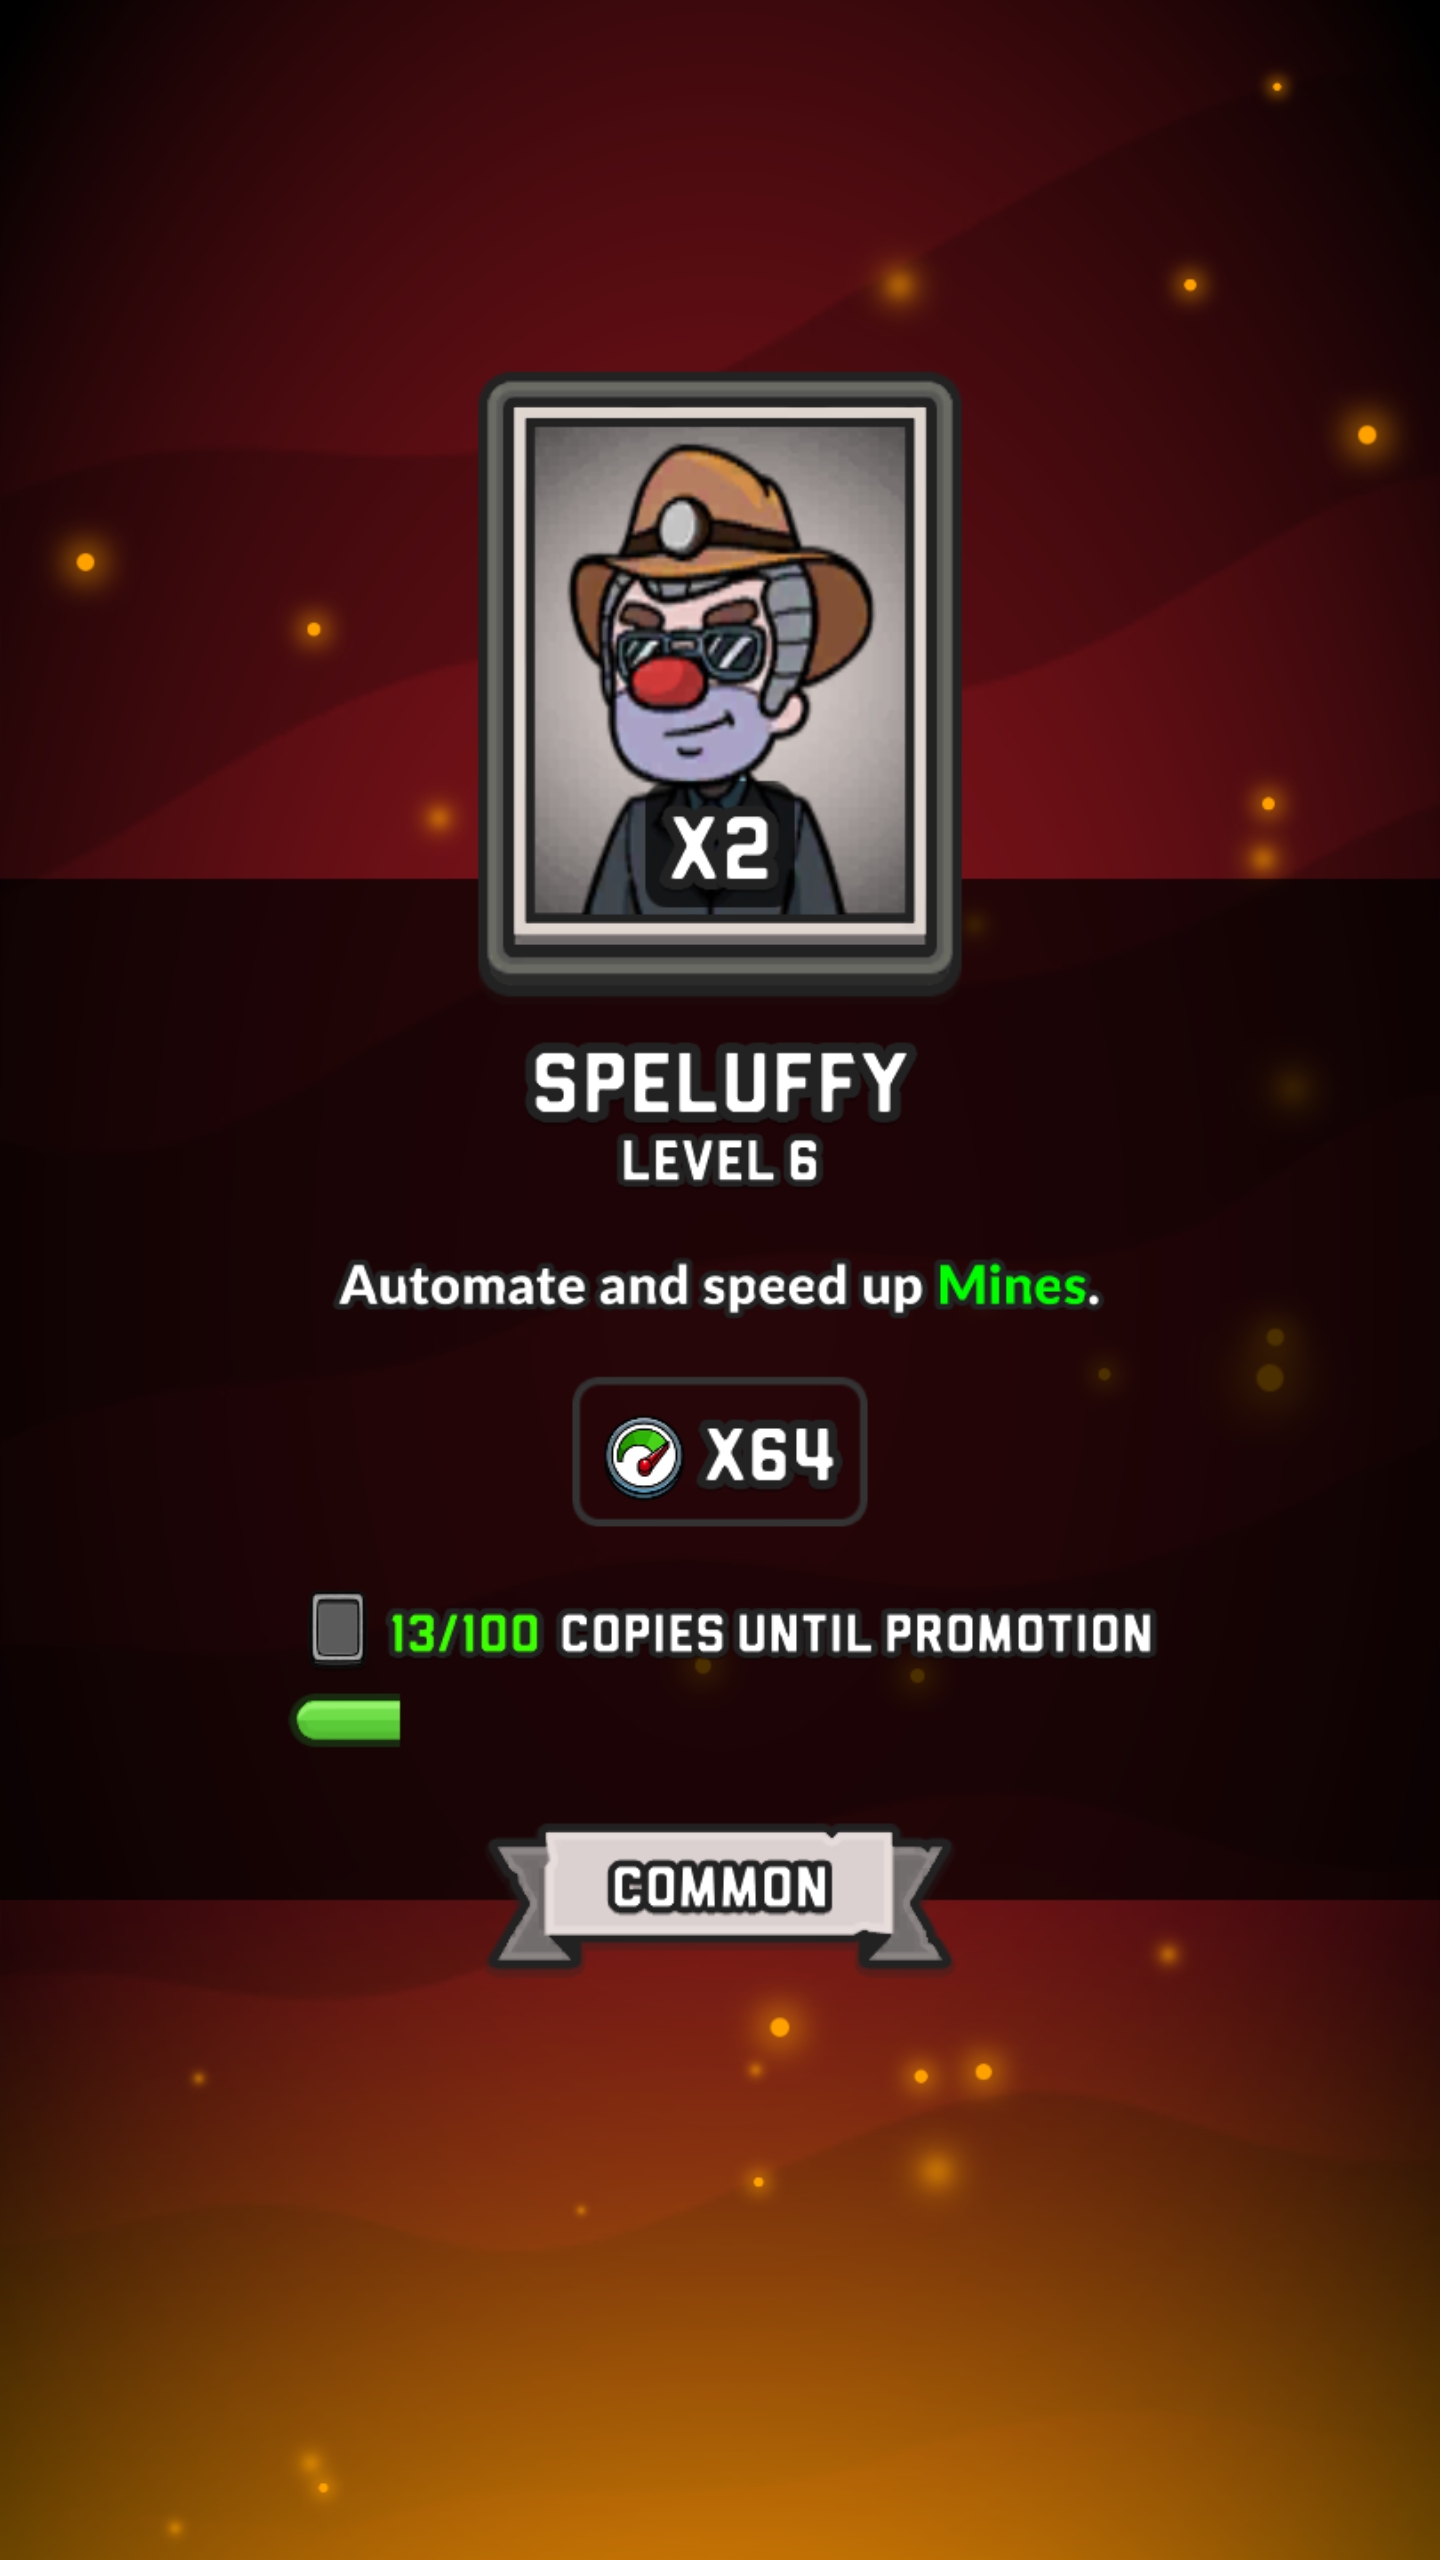 X2
SPELUFFY
LEVEL 6
Automate and speed up Mines.
X64
13/100 COPIES UNTIL PROMOTION
COMMON